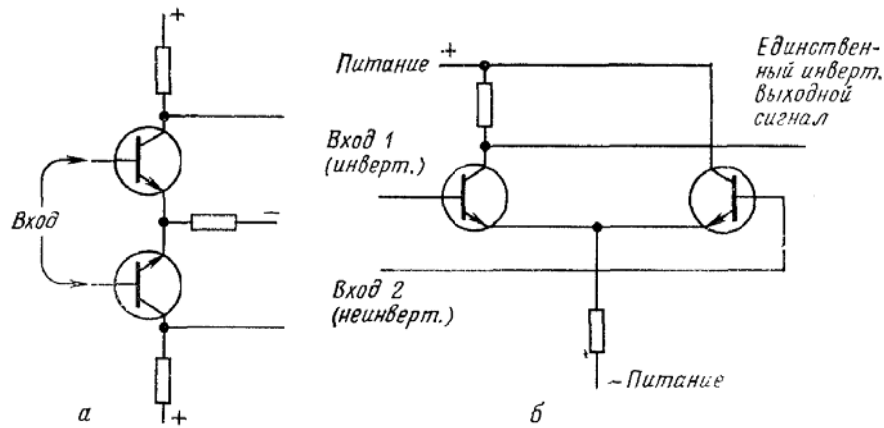 +
Вход
+
а
Питание +
Единствен-
ный инверт.
выходной
сигнал
Вход 1
(инверт.)
Вход 2
(неинверт.)
– Питание
б